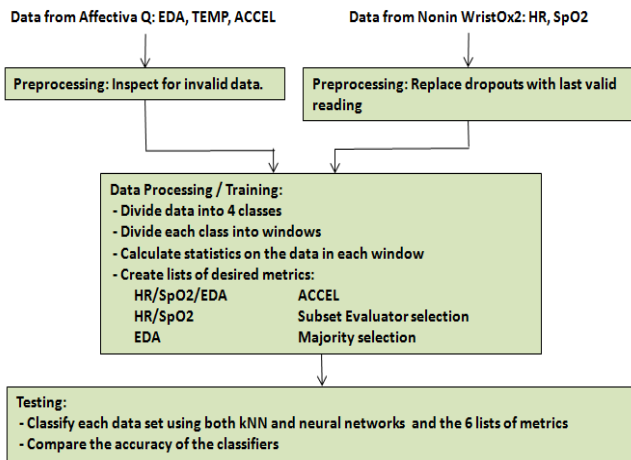 Data from Affectiva Q: EDA, TEMP, ACCEL
Data from Nonin WristOx2: HR, SpO2
Preprocessing: Inspect for invalid data.
Preprocessing: Replace dropouts with last valid
reading
Data Processing / Training:
- Divide data into 4 classes
- Divide each class into windows
- Calculate statistics on the data in each window
- Create lists of desired metrics:
HR/SpO2/EDA ACCEL
HR/SpO2 Subset Evaluator selection
EDA Majority selection
Testing:
- Classify each data set using both kNN and neural networks and the 6 lists of metrics
- Compare the accuracy of the classifiers